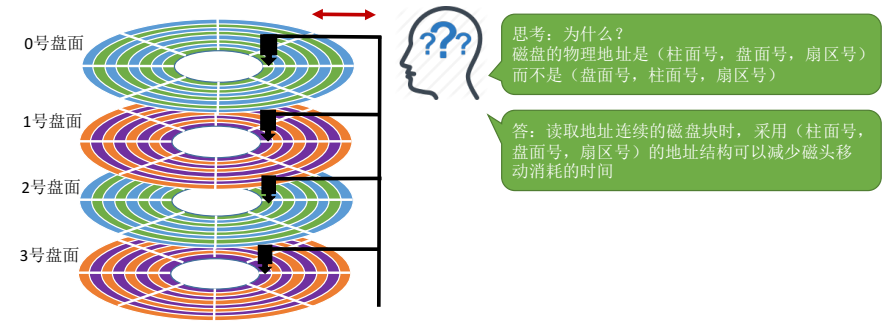 0号盘面
1号盘面
2号盘面
3号盘面
???
思考：为什么？
磁盘的物理地址是（柱面号，盘面号，扇区号）
而不是（盘面号，柱面号，扇区号）
答：读取地址连续的磁盘块时，采用（柱面号，
盘面号，扇区号）的地址结构可以减少磁头移
动消耗的时间